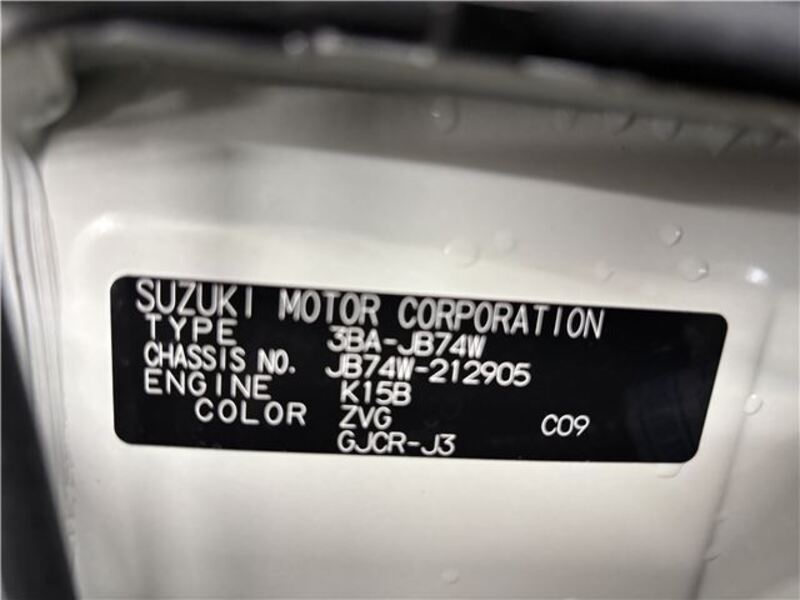 SUZUKI MOTOR CORPORATION
TYPE 3BA-JB74W
CHASSIS NO. JB74W-212905
ENGINE K15B
COLOR ZVG C09
GJCR-J3